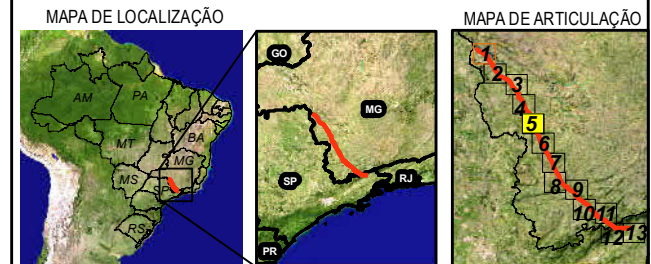 MAPA DE LOCALIZAÇÃO
AM
PA
MT
BA
MG
MS
SP
RS
GO
MG
SP
RJ
PR
MAPA DE ARTICULAÇÃO
1
2
3
4
5
6
7
8
9
10
11
12
13